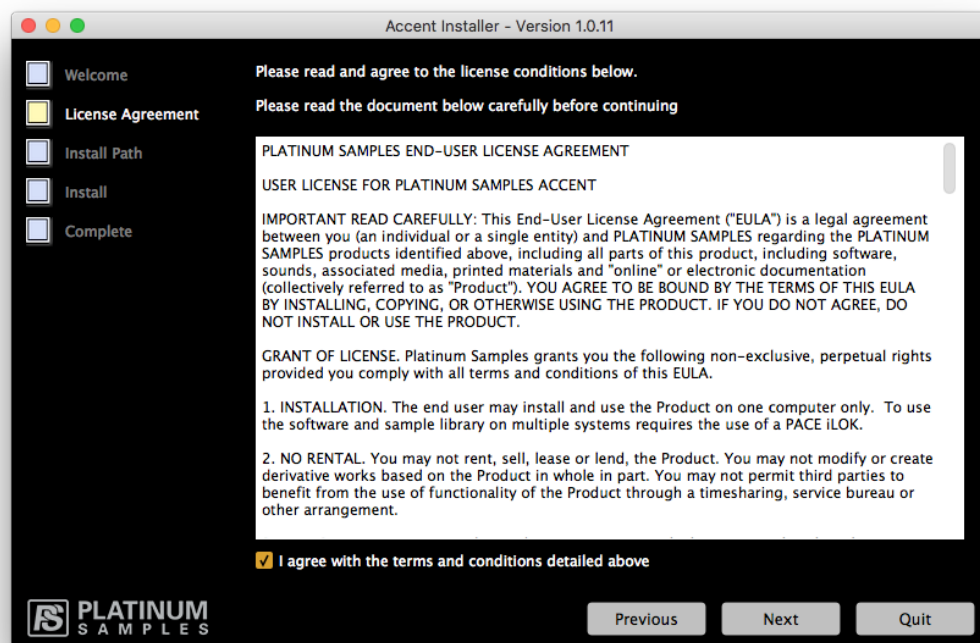 Accent Installer - Version 1.0.11
Welcome
License Agreement
Install Path
Install
Complete
Please read and agree to the license conditions below.
Please read the document below carefully before continuing
PLATINUM SAMPLES END-USER LICENSE AGREEMENT
USER LICENSE FOR PLATINUM SAMPLES ACCENT
IMPORTANT READ CAREFULLY: This End-User License Agreement ("EULA") is a legal agreement
between you (an individual or a single entity) and PLATINUM SAMPLES regarding the PLATINUM
SAMPLES products identified above, including all parts of this product, including software,
sounds, associated media, printed materials and "online" or electronic documentation
(collectively referred to as "Product"). YOU AGREE TO BE BOUND BY THE TERMS OF THIS EULA
BY INSTALLING, COPYING, OR OTHERWISE USING THE PRODUCT. IF YOU DO NOT AGREE, DO
NOT INSTALL OR USE THE PRODUCT.
GRANT OF LICENSE. Platinum Samples grants you the following non-exclusive, perpetual rights
provided you comply with all terms and conditions of this EULA.
1. INSTALLATION. The end user may install and use the Product on one computer only.  To use
the software and sample library on multiple systems requires the use of a PACE iLOK.
2. NO RENTAL. You may not rent, sell, lease or lend, the Product. You may not modify or create
derivative works based on the Product in whole in part. You may not permit third parties to
benefit from the use of functionality of the Product through a timesharing, service bureau or
other arrangement.
I agree with the terms and conditions detailed above
PS PLATINUM
SAMPLES
Previous
Next
Quit